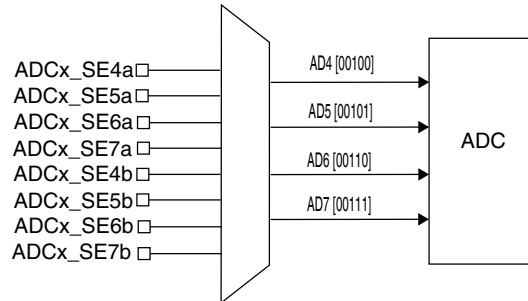 ADCx_SE4a
ADCx_SE5a
ADCx_SE6a
ADCx_SE7a
ADCx_SE4b
ADCx_SE5b
ADCx_SE6b
ADCx_SE7b
AD4 [00100]
AD5 [00101]
AD6 [00110]
AD7 [00111]
ADC